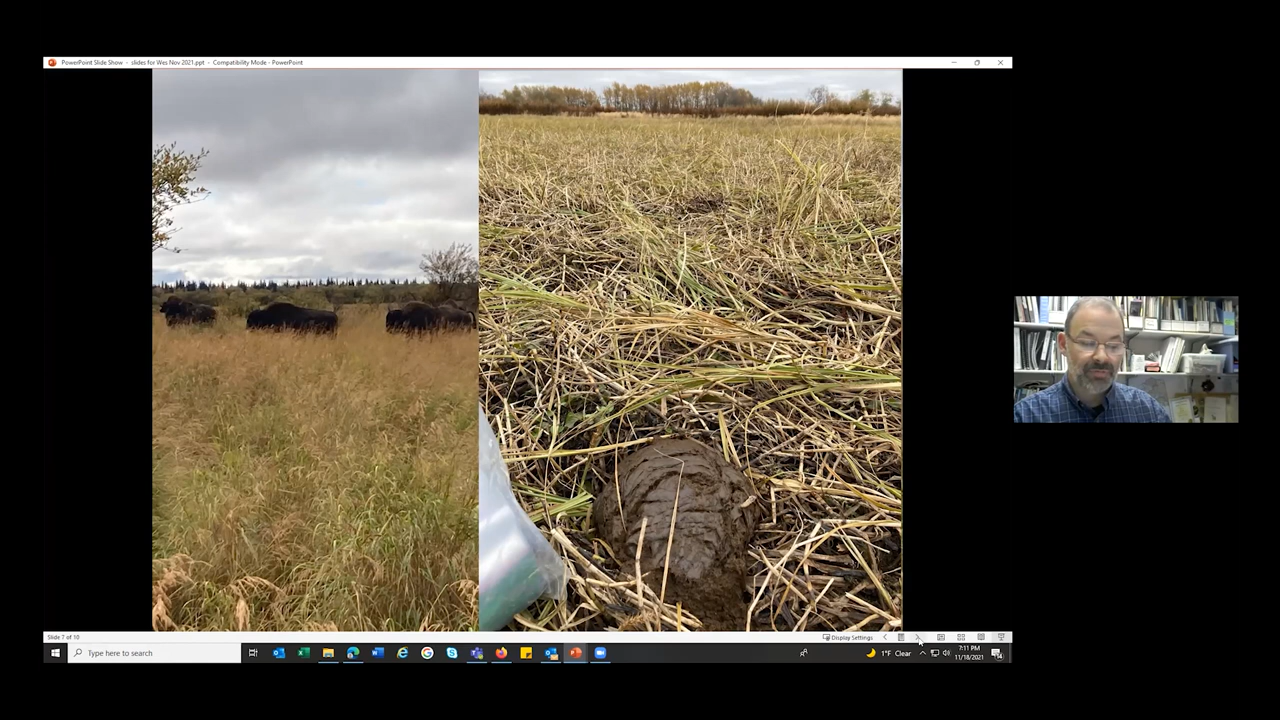 PowerPoint Slide Show - slides for Wes Nov 2021.ppt - Compatibility Mode - PowerPoint
Slide 7 of 10
Display Settings
Type here to search
1°F Clear
7:11 PM
11/18/2021